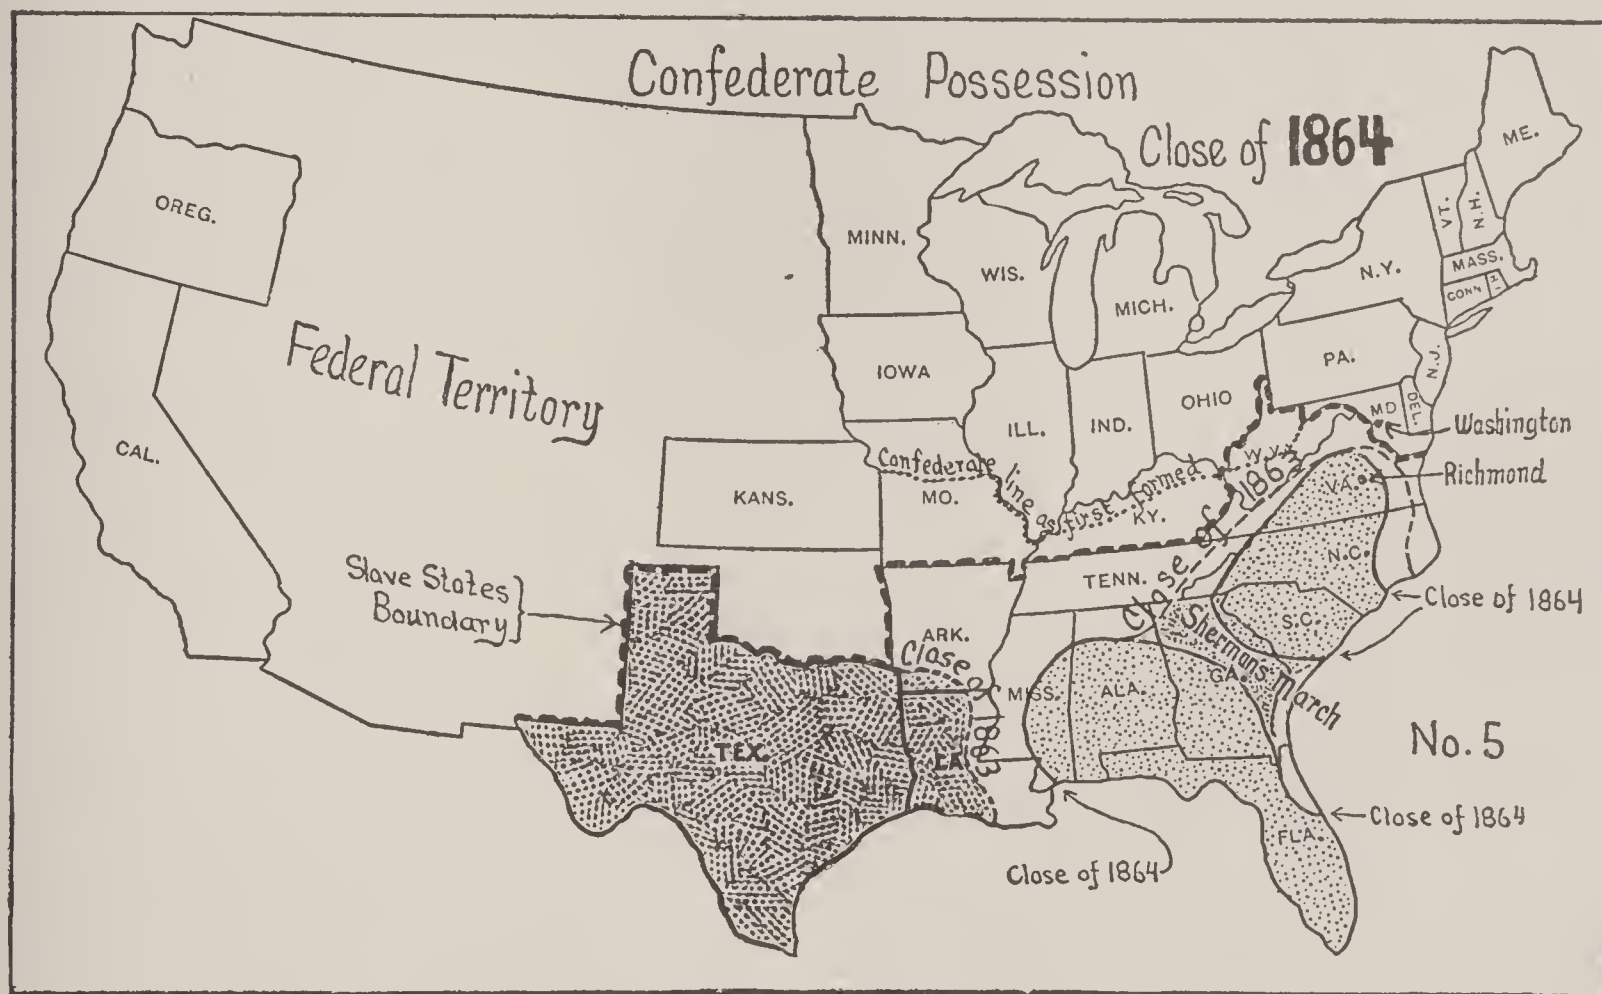 Confederate Possession
Close of 1864
ME.
OREG.
VT.
N.H.
MINN.
WIS.
N.Y.
MASS.
CONN
R.I.
MICH.
Federal Territory
IOWA
PA.
N.J.
OHIO
MD
DEL.
Washington
CAL.
ILL.
IND.
W.VA
Confederate line as first formed
Close of 1863
KANS.
MO.
KY.
VA.
Richmond
N.C.
Slave States
Boundary
TENN.
Close of 1864
ARK.
S.C.
Close of 1863
Shermans march
MISS.
ALA.
GA.
TEX.
LA.
No. 5
Close of 1864
FLA.
Close of 1864